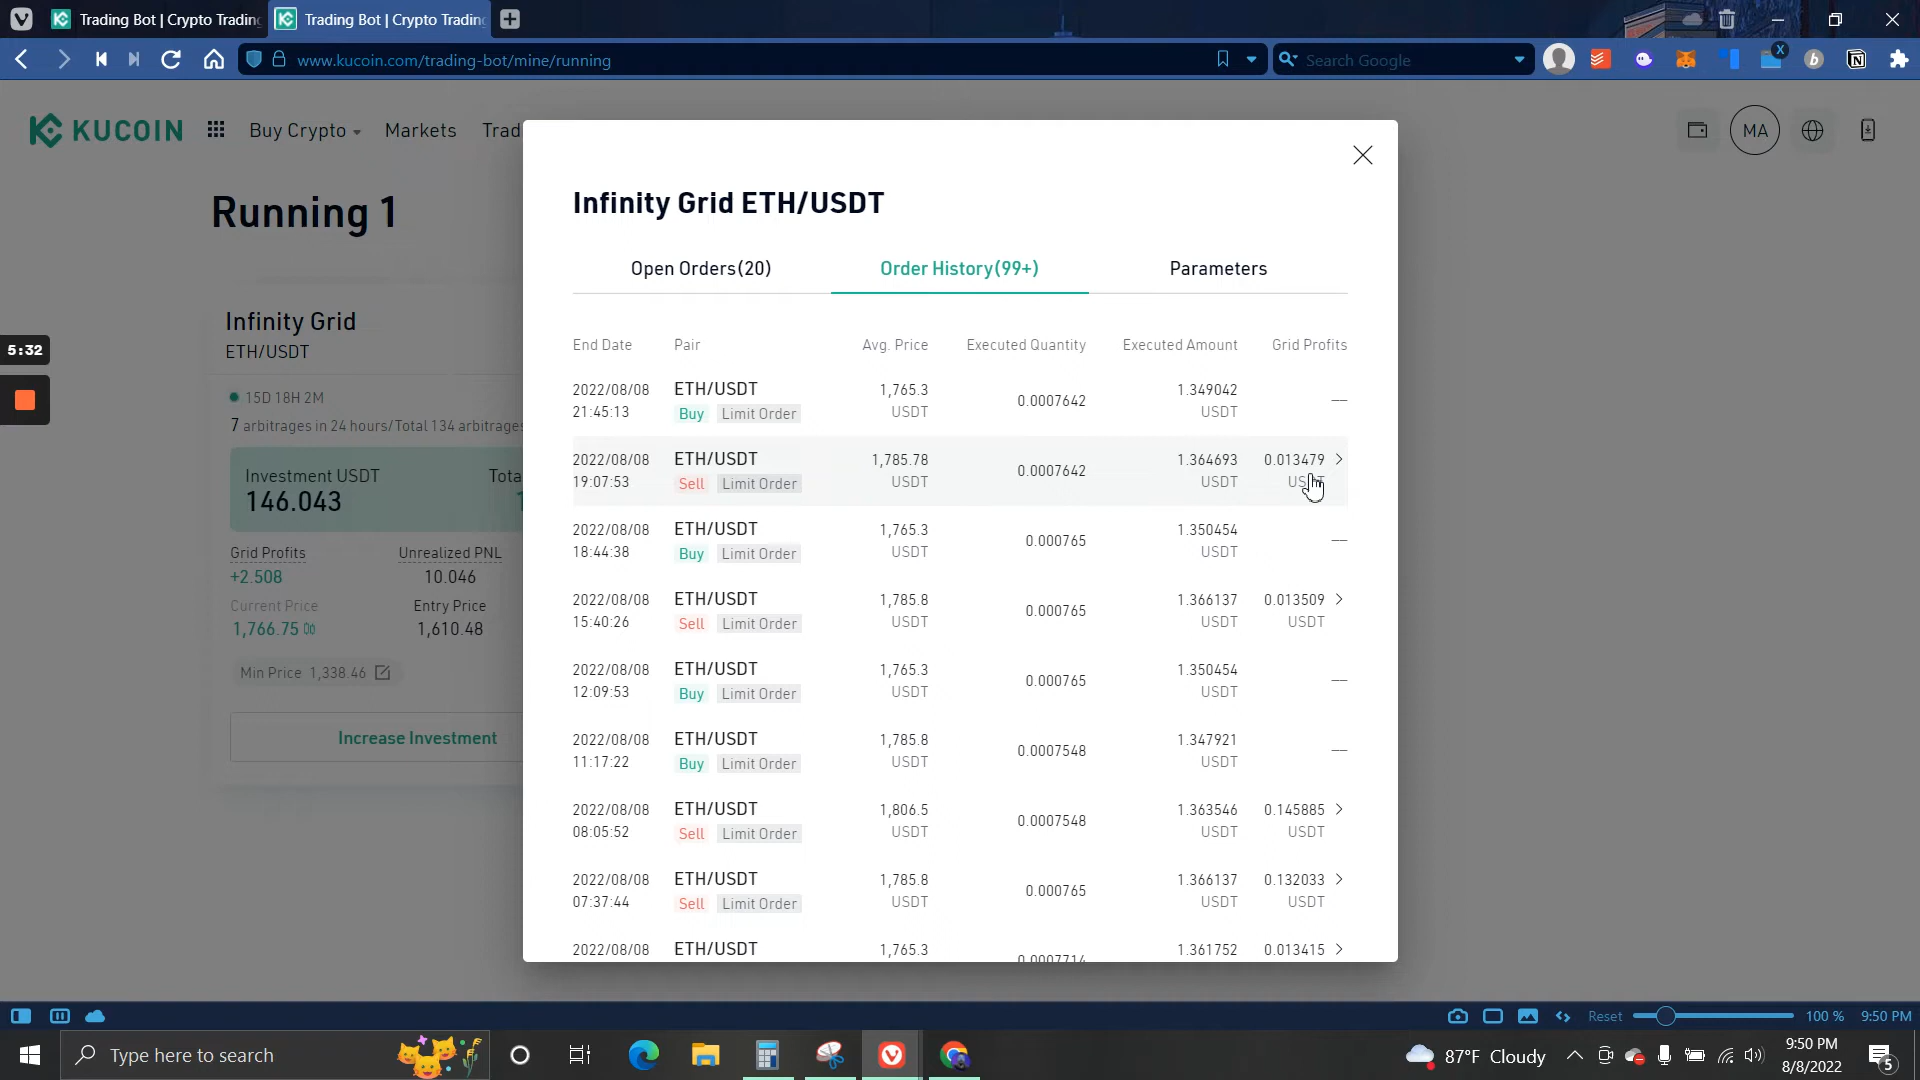 Trading Bot | Crypto Trading
Trading Bot | Crypto Trading
www.kucoin.com/trading-bot/mine/running
Search Google
X
KUCOIN
Buy Crypto
Markets
Trad
MA
Running 1
Infinity Grid
ETH/USDT
5:32
15D 18H 2M
7 arbitrages in 24 hours/Total 134 arbitrages
Investment USDT
Tota
146.043
1
Grid Profits
Unrealized PNL
+2.508
10.046
Current Price
Entry Price
1,766.75
1,610.48
Min Price 1,338.46
Increase Investment
Infinity Grid ETH/USDT
Open Orders(20)
Order History(99+)
Parameters
End Date Pair Avg. Price Executed Quantity Executed Amount Grid Profits
2022/08/08 ETH/USDT 1,765.3 0.0007642 1.349042 —
21:45:13 Buy Limit Order USDT USDT
2022/08/08 ETH/USDT 1,785.78 0.0007642 1.364693 0.013479
19:07:53 Sell Limit Order USDT USDT USDT
2022/08/08 ETH/USDT 1,765.3 0.000765 1.350454 —
18:44:38 Buy Limit Order USDT USDT
2022/08/08 ETH/USDT 1,785.8 0.000765 1.366137 0.013509
15:40:26 Sell Limit Order USDT USDT USDT
2022/08/08 ETH/USDT 1,765.3 0.000765 1.350454 —
12:09:53 Buy Limit Order USDT USDT
2022/08/08 ETH/USDT 1,785.8 0.0007548 1.347921 —
11:17:22 Buy Limit Order USDT USDT
2022/08/08 ETH/USDT 1,806.5 0.0007548 1.363546 0.145885
08:05:52 Sell Limit Order USDT USDT USDT
2022/08/08 ETH/USDT 1,785.8 0.000765 1.366137 0.132033
07:37:44 Sell Limit Order USDT USDT USDT
2022/08/08 ETH/USDT 1,765.3 0.0007714 1.361752 0.013415
Reset 100 % 9:50 PM
Type here to search
87°F Cloudy
9:50 PM
8/8/2022
5